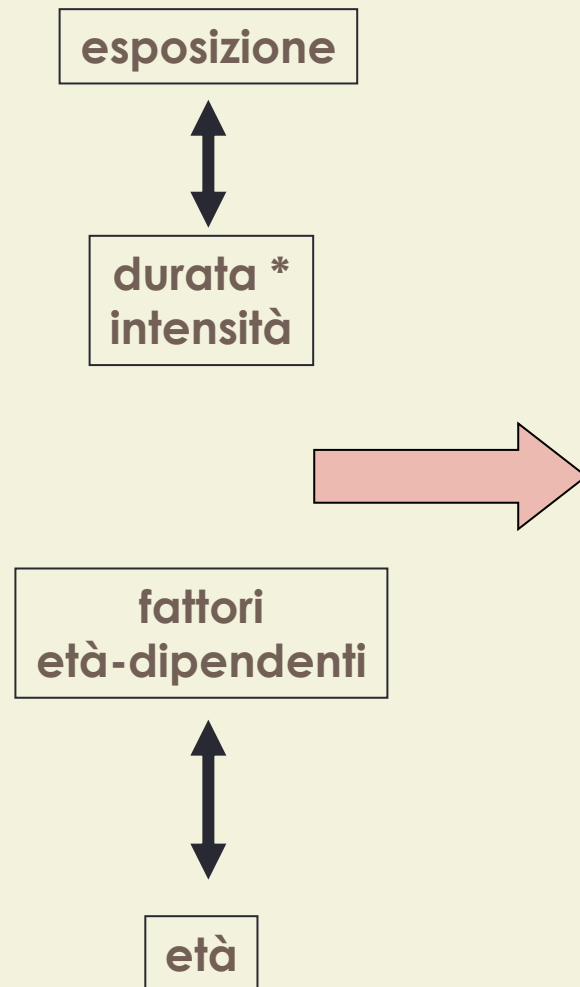 esposizione
durata *
intensità
fattori
età-dipendenti
età